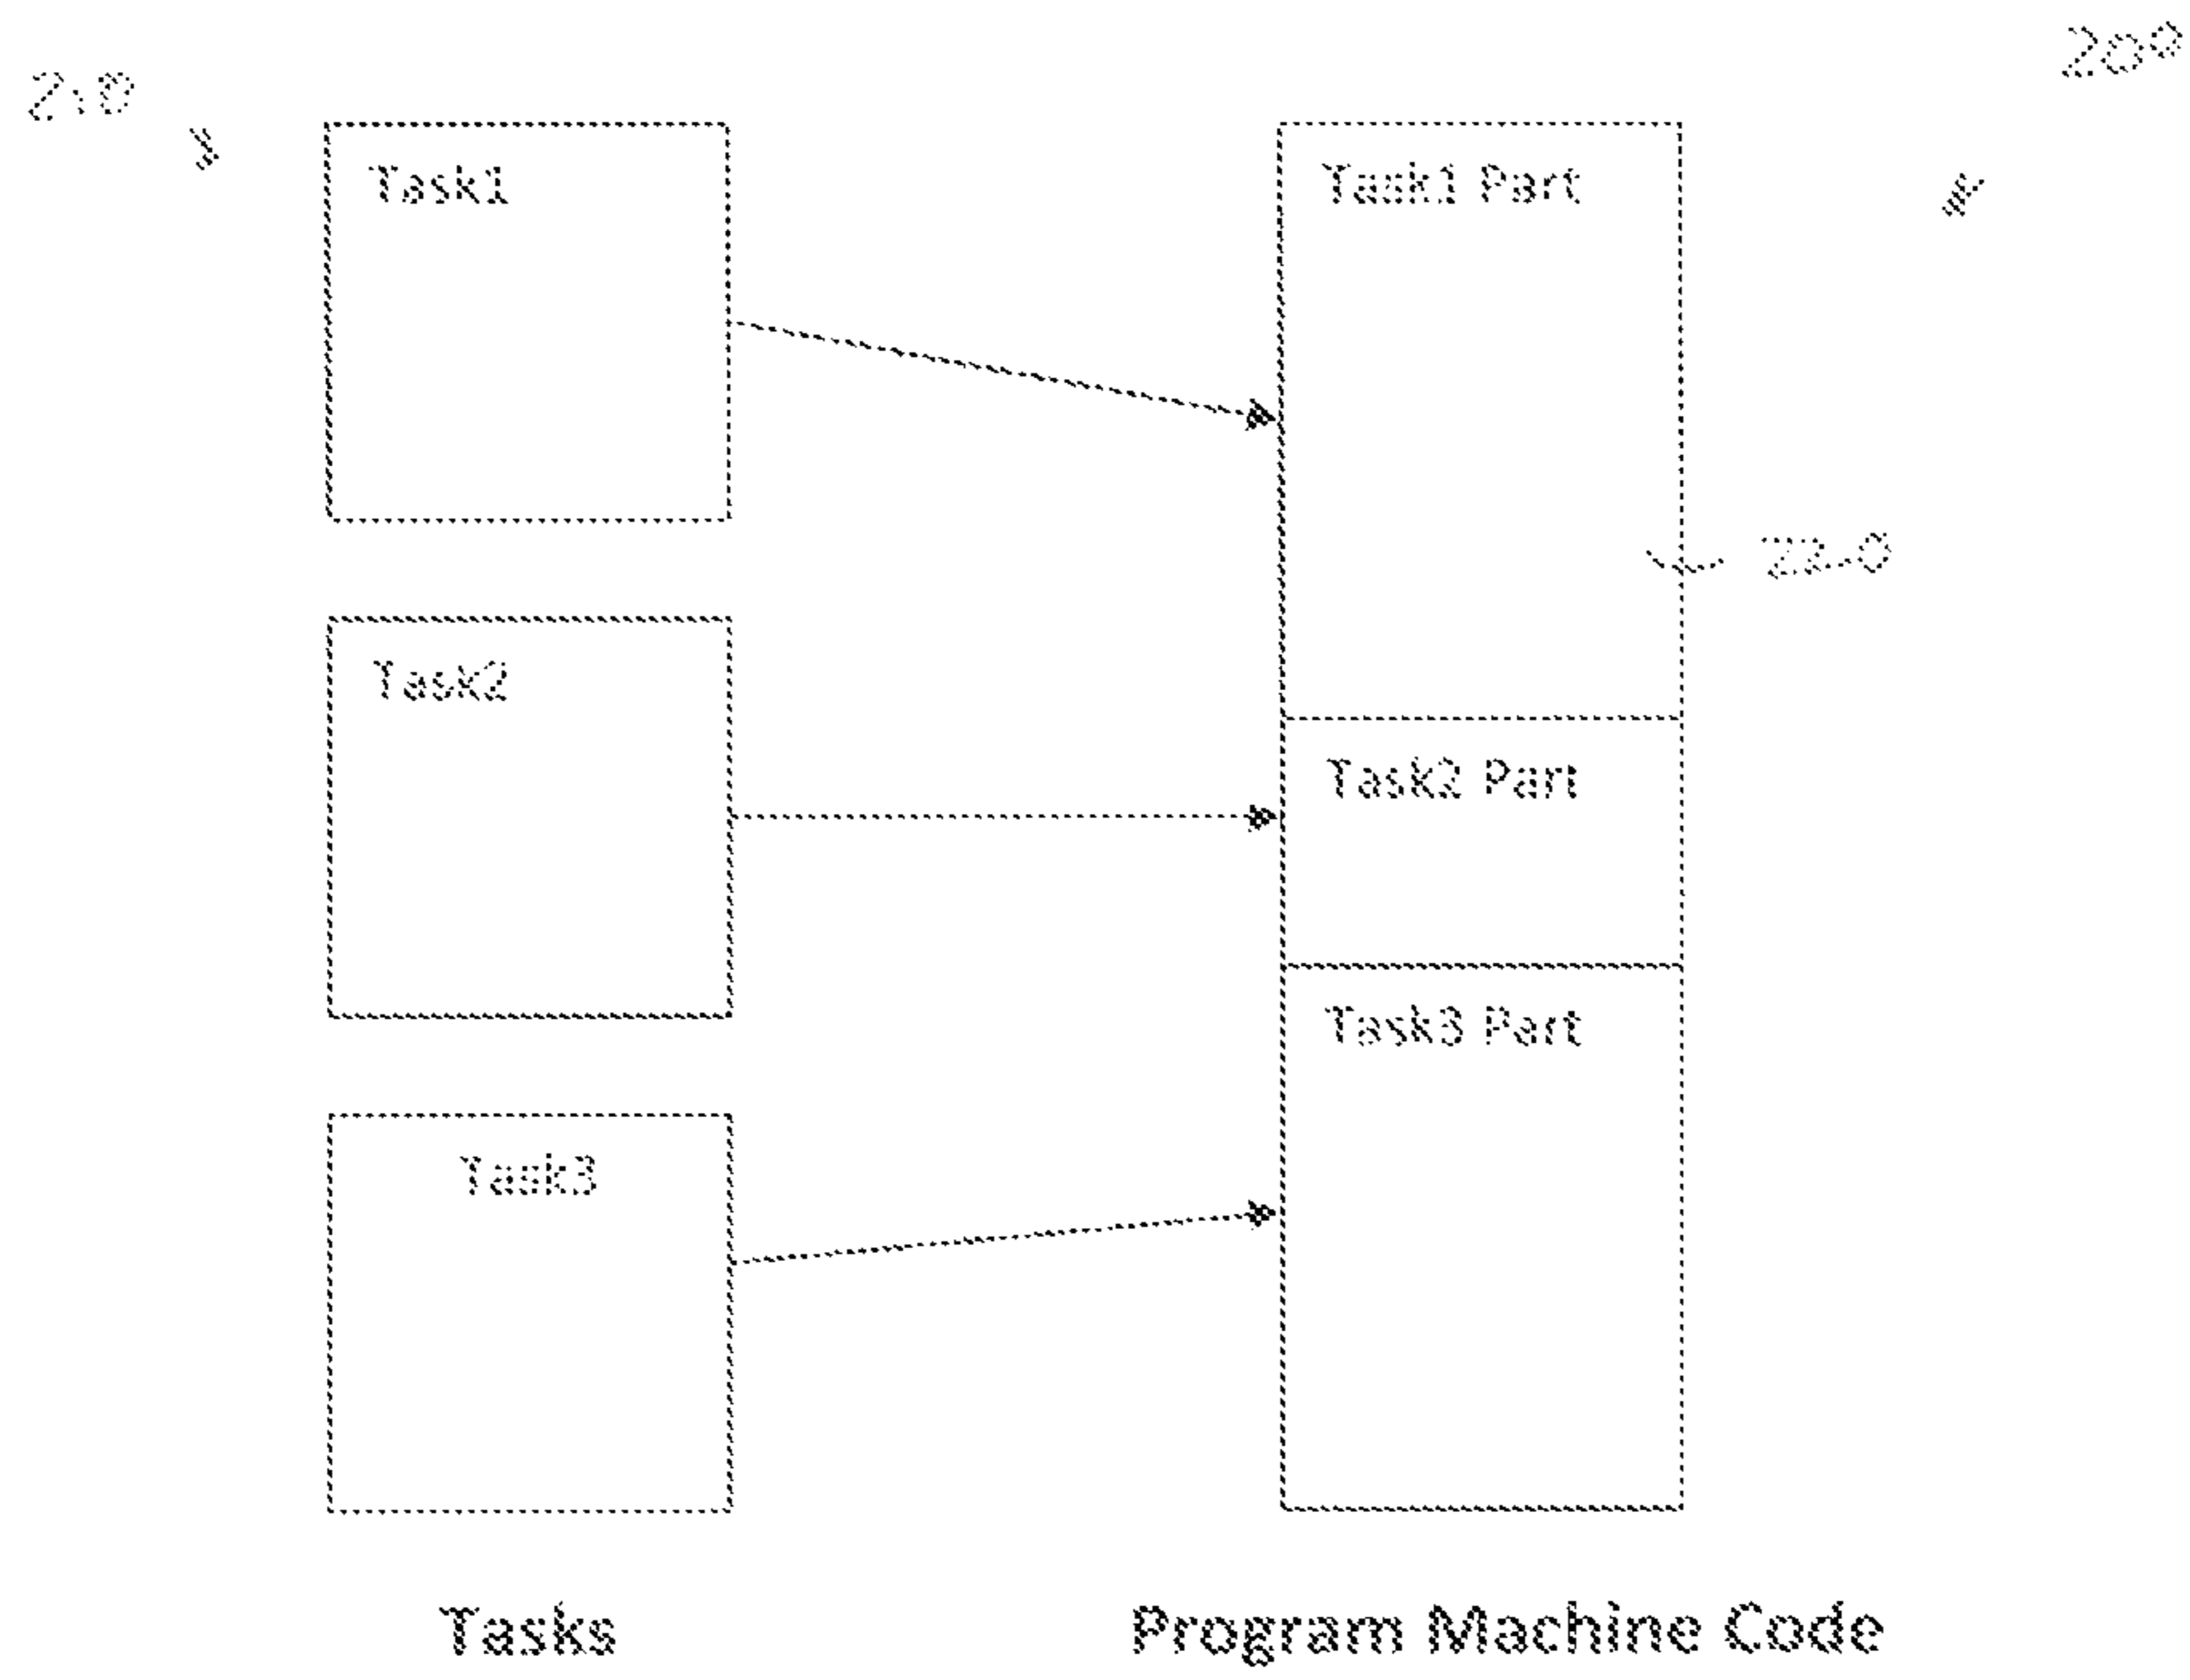 210
200
Task1
Task1 Part
220
Task2
Task2 Part
Task3 Part
Task3
Tasks
Program Machine Code